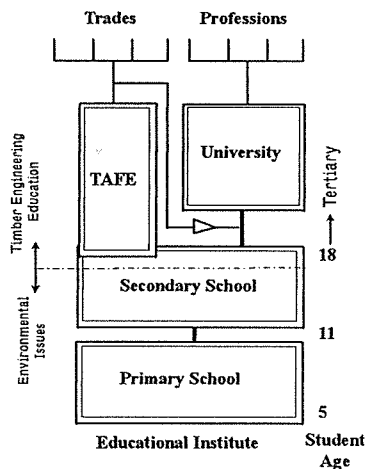 Trades Professions
University
TAFE
Timber Engineering
Education
Tertiary
18
Secondary School
Environmental
Issues
11
Primary School
5
Educational Institute Student
Age